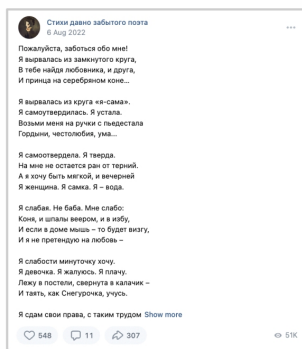 Стихи давно забытого поэта
6 Aug 2022
Пожалуйста, заботься обо мне!
Я вырвалась из замкнутого круга,
В тебе найдя любовника, и друга,
И принца на серебряном коне...
Я вырвалась из круга «я-сама».
Я самоутвердилась. Я устала.
Возьми меня на ручки с пьедестала
Гордыни, честолюбия, ума...
Я самоотвердела. Я тверда.
На мне не остается ран от терний.
А я хочу быть мягкой, и вечерней
Я женщина. Я самка. Я – вода.
Я слабая. Не баба. Мне слабо:
Коня, и шпалы веером, и в избу,
И если в доме мышь – то будет визгу,
И я не претендую на любовь –
Я слабости минуточку хочу.
Я девочка. Я жалуюсь. Я плачу.
Лежу в постели, свернута в калачик –
И таять, как Снегурочка, учусь.
Я сдам свои права, с таким трудом Show more
548
11
307
51K